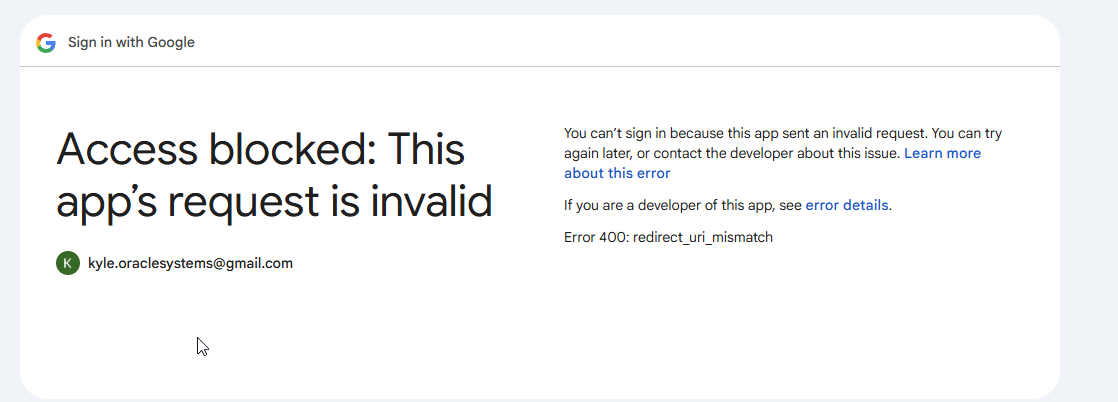 Sign in with Google
Access blocked: This
app’s request is invalid
K
kyle.oraclesystems@gmail.com
You can’t sign in because this app sent an invalid request. You can try
again later, or contact the developer about this issue. Learn more
about this error
If you are a developer of this app, see error details.
Error 400: redirect_uri_mismatch